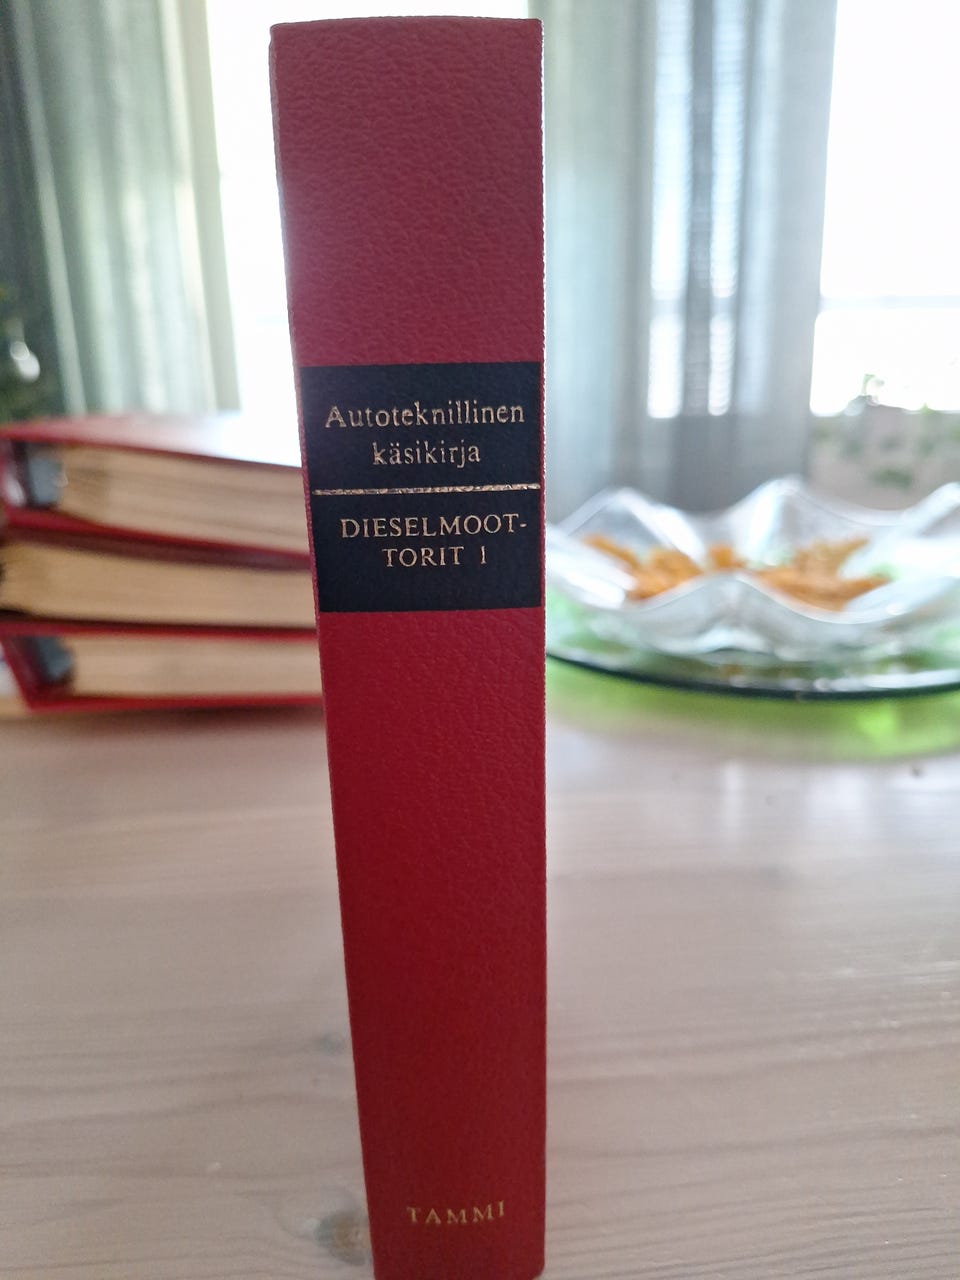 Autoteknillinen
käsikirja
DIESELMOOT-
TORIT 1
TAMMI